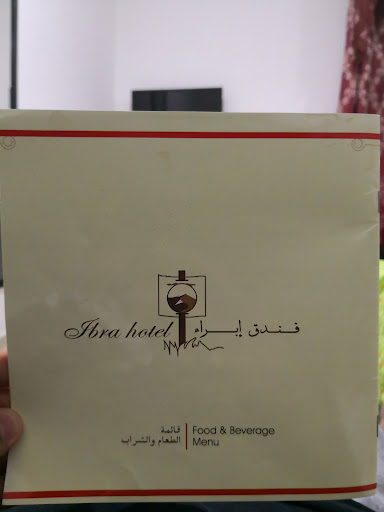 Ibra hotel فندق إبراء
قائمة
الطعام والشراب
Food & Beverage
Menu